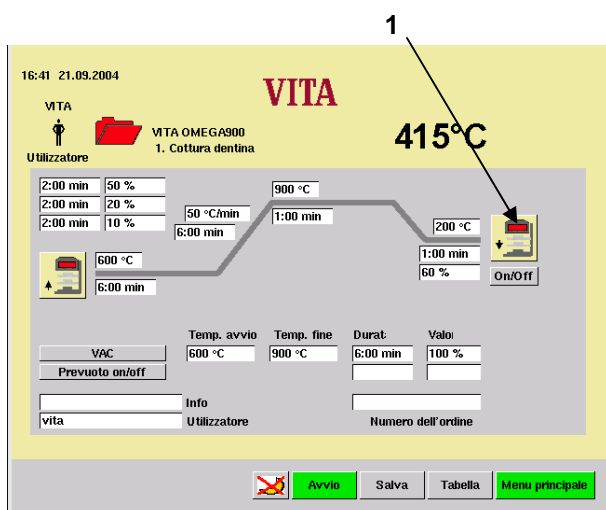 1
16:41 21.09.2004
VITA
VITA
415°C
VITA OMEGA900
1. Cottura dentina
Utilizzatore
2:00 min 50 %
2:00 min 20 %
2:00 min 10 %
50 °C/min
6:00 min
900 °C
1:00 min
200 °C
1:00 min
60 %
On/Off
600 °C
6:00 min
Temp. avvio Temp. fine Durat: Valo
VAC 600 °C 900 °C 6:00 min 100 %
Prevuoto on/off
Info
vita Utilizzatore Numero dell'ordine
Avvio Salva Tabella Menu principale